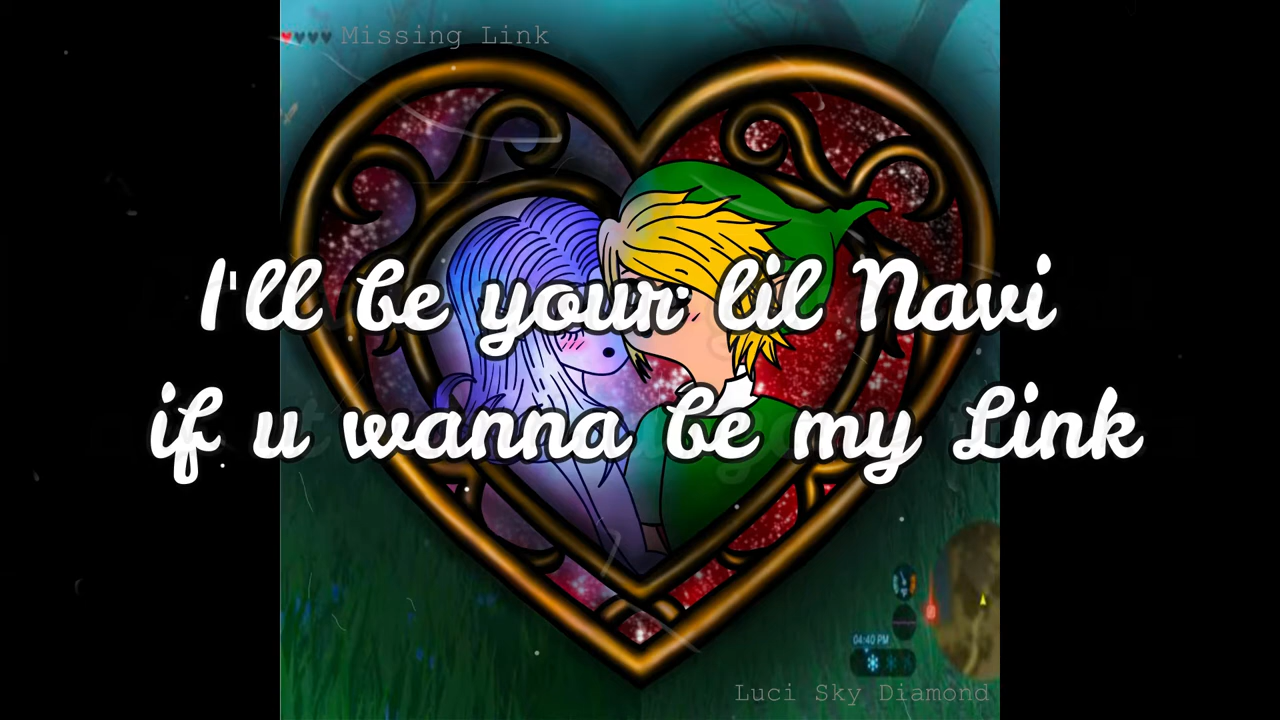 Missing Link
I'll be your lil Navi
if u wanna be my Link
04:40 PM
Luci Sky Diamond